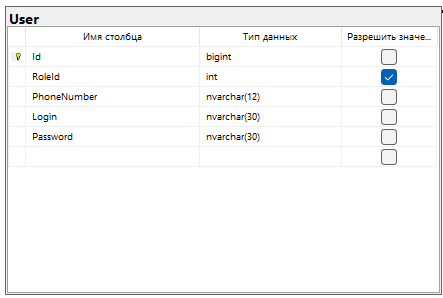 User
Имя столбца Тип данных Разрешить значе...
Id bigint
RoleId int
PhoneNumber nvarchar(12)
Login nvarchar(30)
Password nvarchar(30)